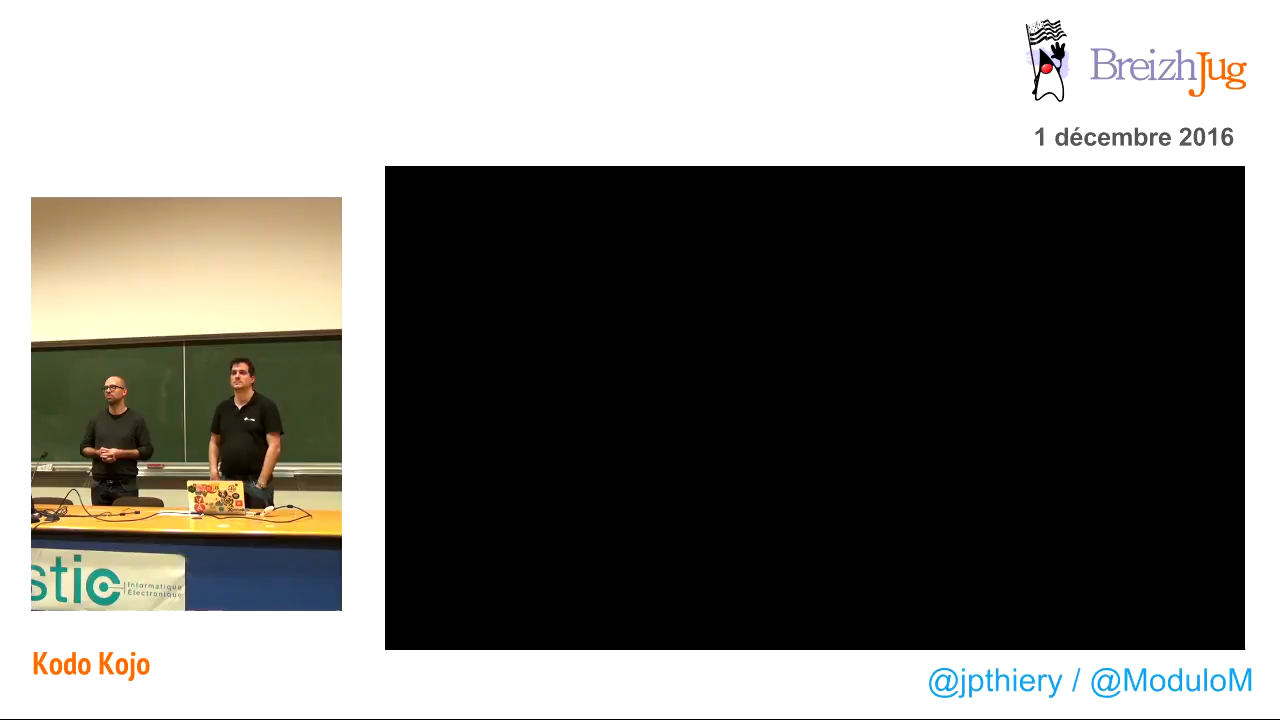 BreizhJug
1 décembre 2016
stic
Informatique
Électronique
Kodo Kojo
@jpthiery / @ModuloM